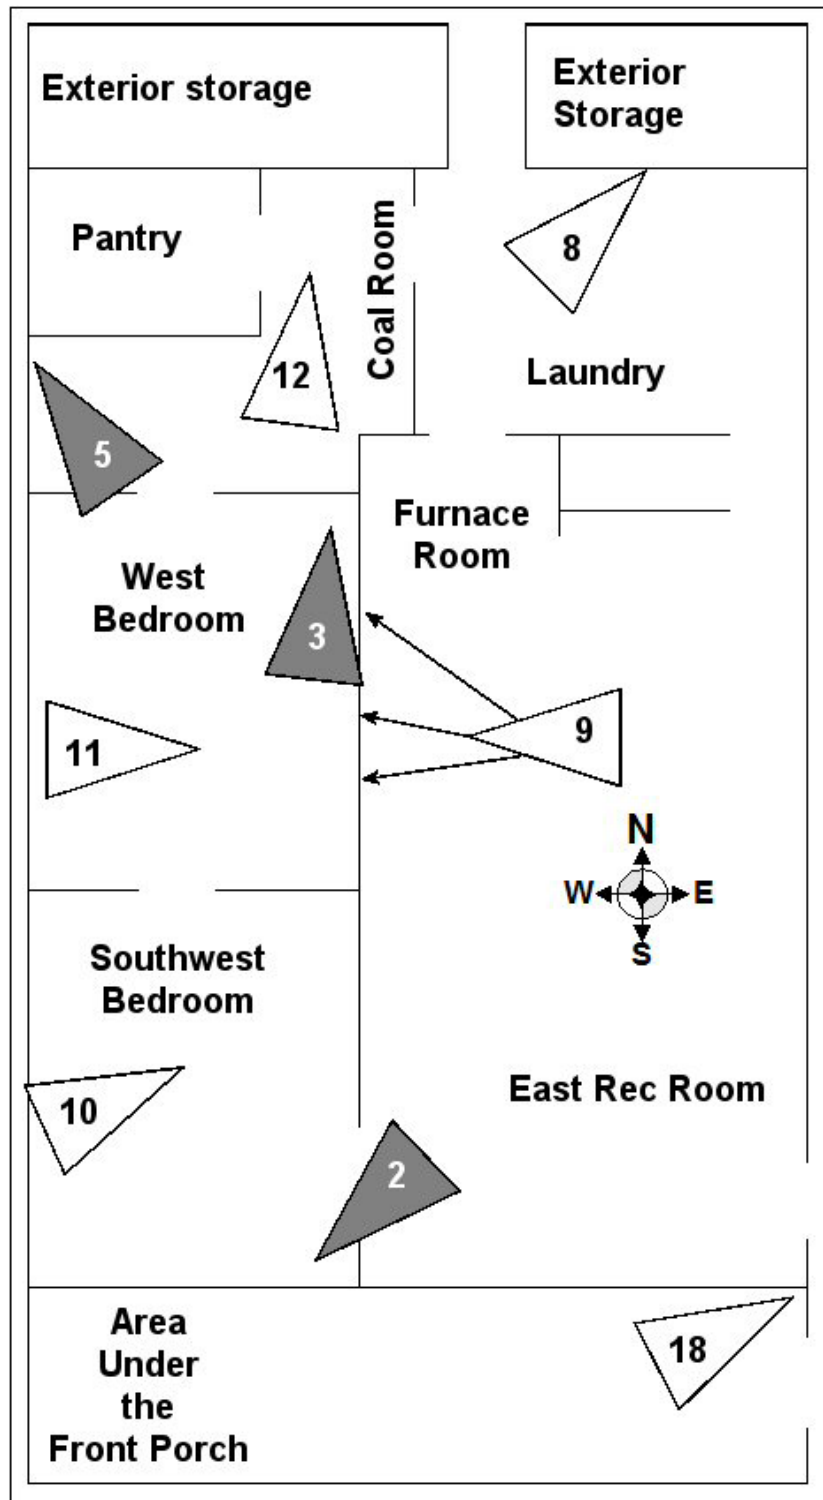 Exterior storage
Exterior
Storage
Pantry
Coal Room
8
12
Laundry
5
Furnace
Room
West
Bedroom
3
9
11
N
W E
S
Southwest
Bedroom
East Rec Room
10
2
Area
Under
the
Front Porch
18